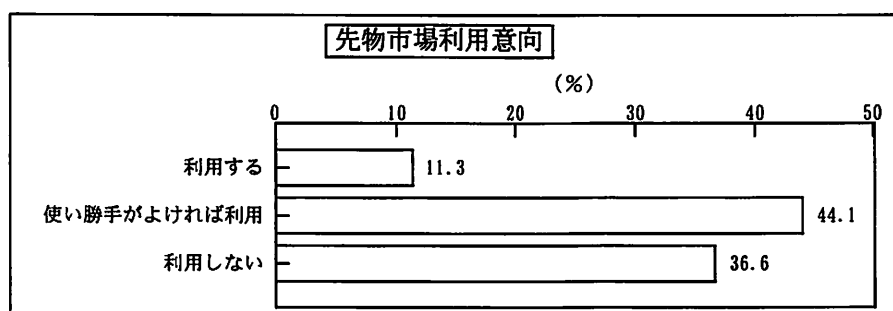 先物市場利用意向
(%)
0 10 20 30 40 50
利用する 11.3
使い勝手がよければ利用 44.1
利用しない 36.6